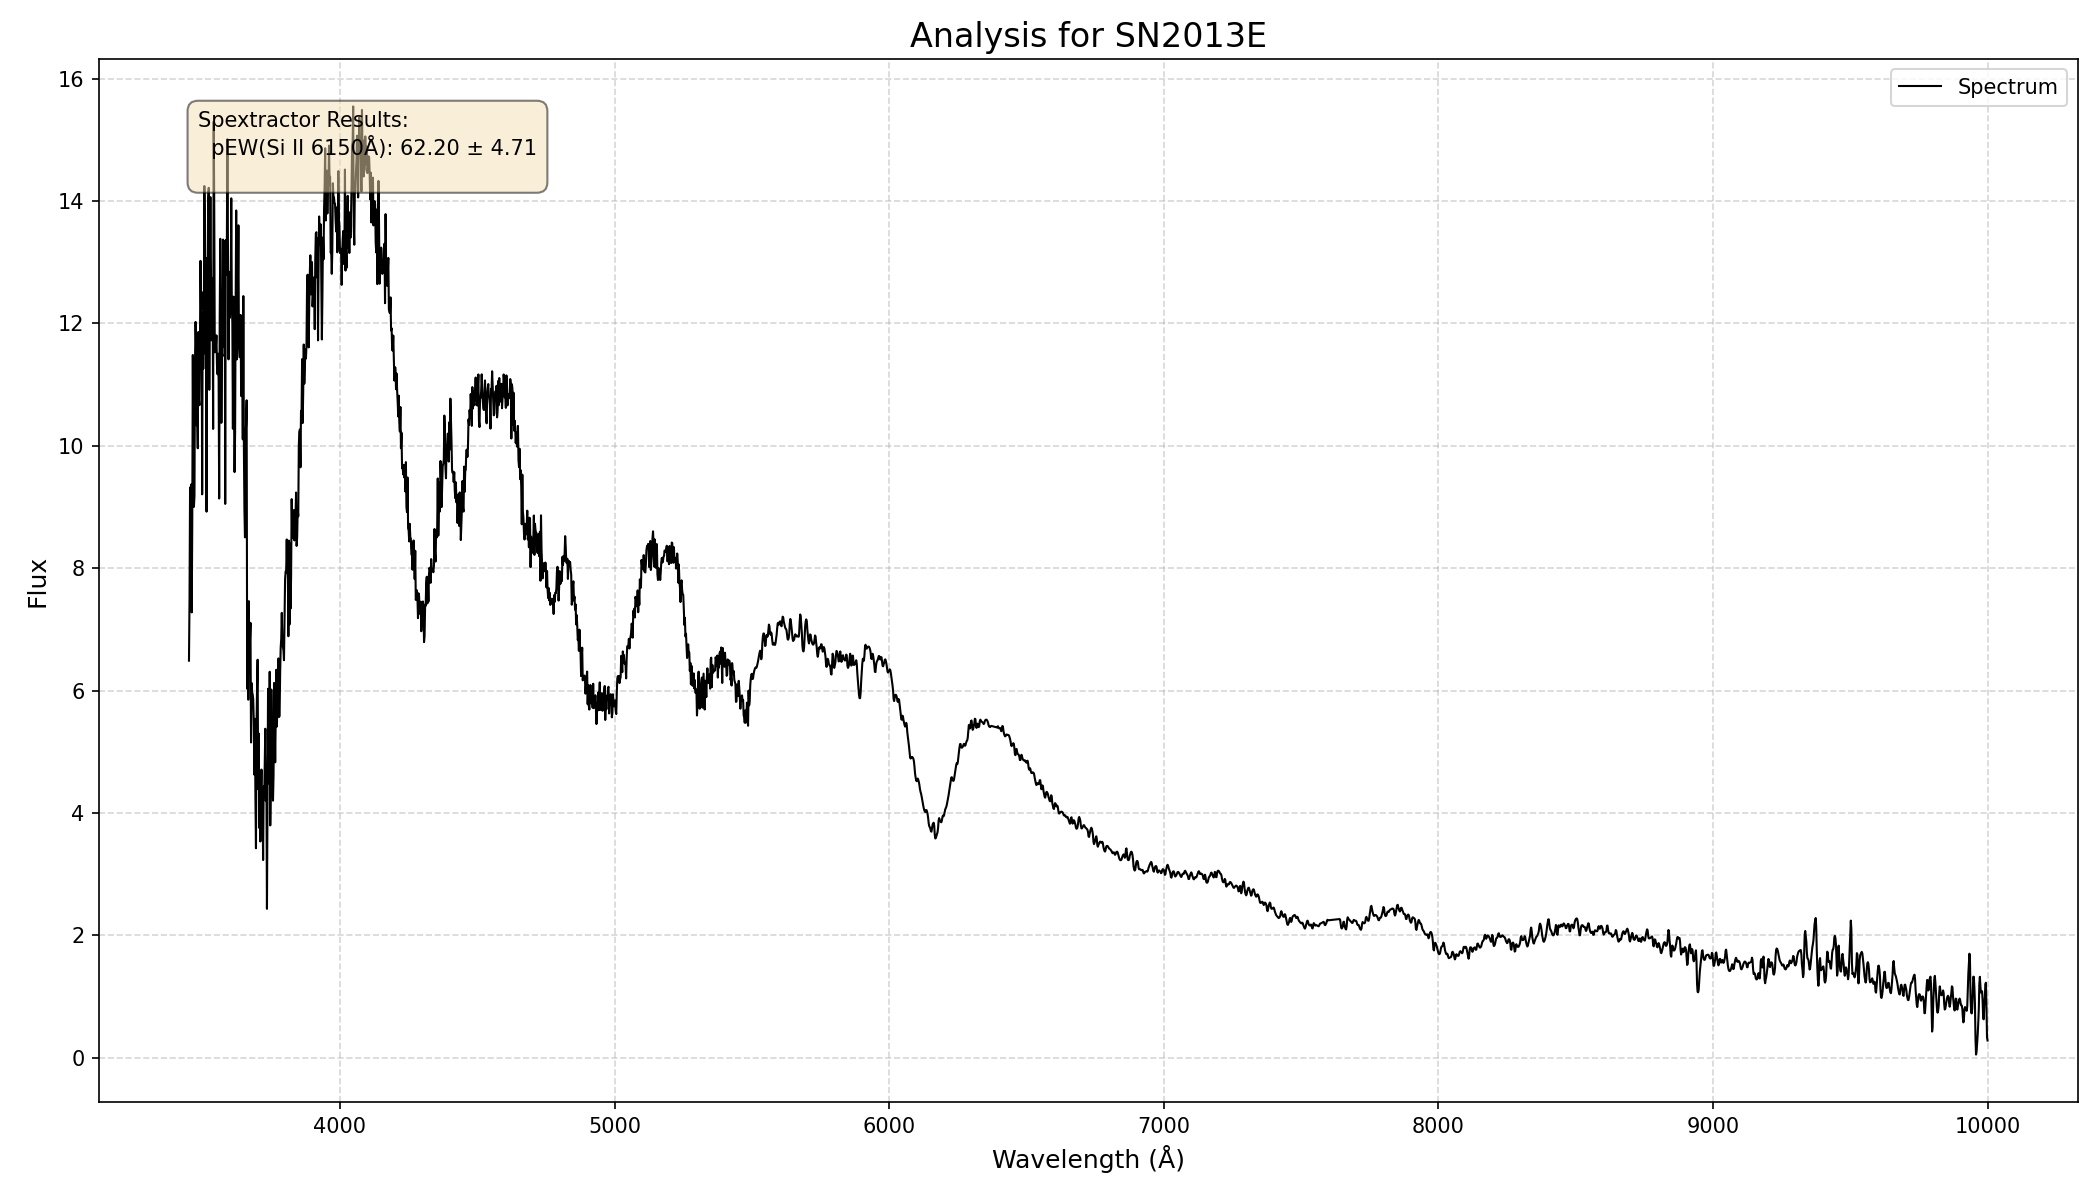 Analysis for SN2013E
Spectrum
Spextractor Results:
pEW(Si II 6150Å): 62.20 ± 4.71
16
14
12
10
8
6
4
2
0
Flux
4000 5000 6000 7000 8000 9000 10000
Wavelength (Å)